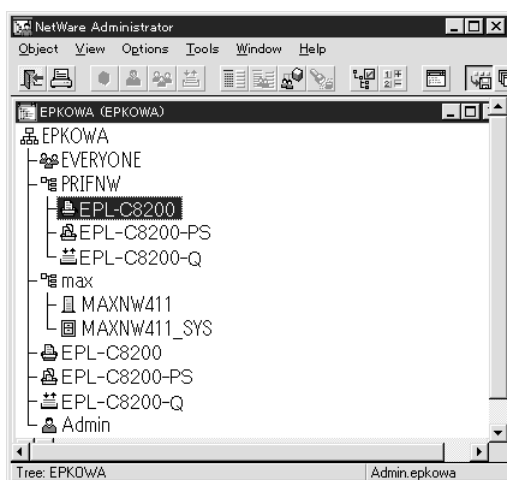 NetWare Administrator
Object View Options Tools Window Help
EPKOWA (EPKOWA)
EPKOWA
EVERYONE
PRIFNW
EPL-C8200
EPL-C8200-PS
EPL-C8200-Q
max
MAXNW411
MAXNW411_SYS
EPL-C8200
EPL-C8200-PS
EPL-C8200-Q
Admin
Tree: EPKOWA Admin.epkowa